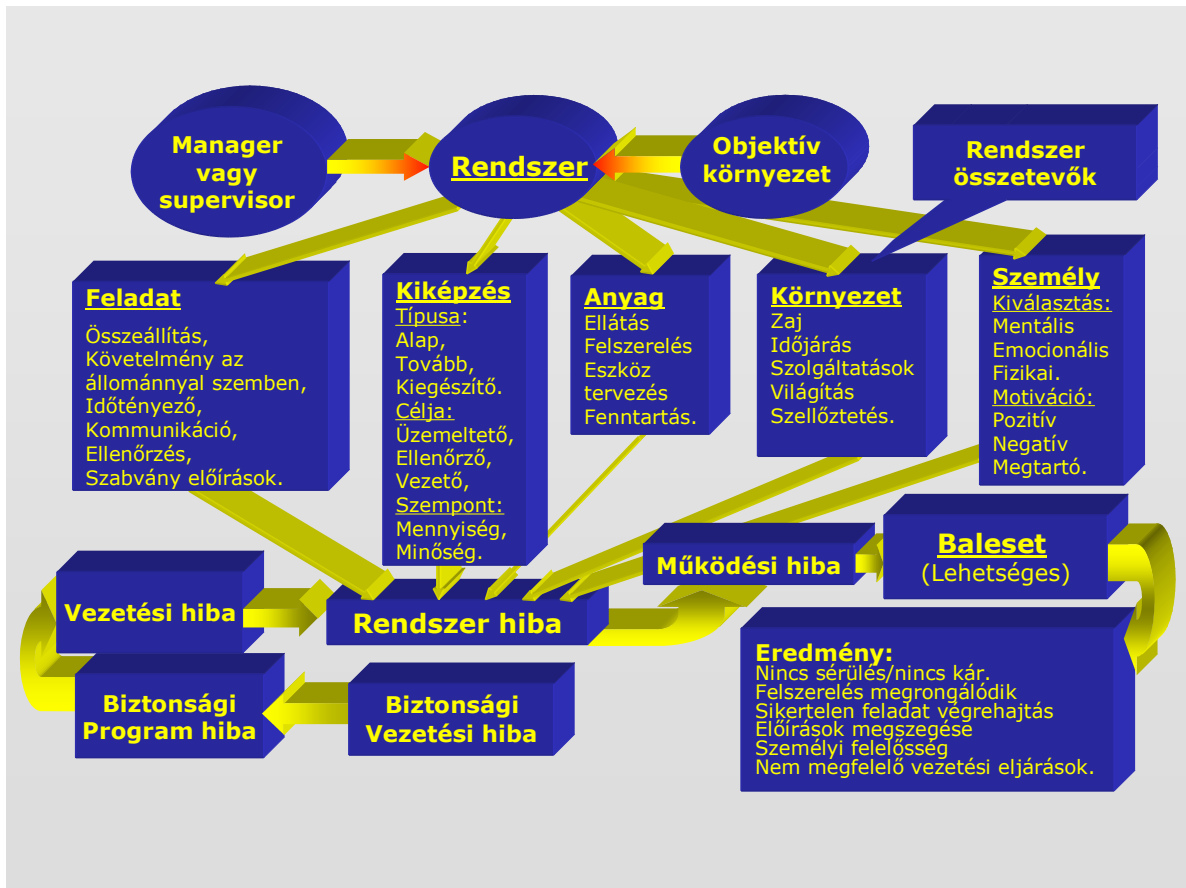 Manager
vagy
supervisor
Rendszer
Objektív
környezet
Rendszer
összetevők
Feladat
Összeállítás,
Követelmény az
állománnyal szemben,
Időtényező,
Kommunikáció,
Ellenőrzés,
Szabvány előírások.
Kiképzés
Típusa:
Alap,
Tovább,
Kiegészítő.
Célja:
Üzemeltető,
Ellenőrző,
Vezető,
Szempont:
Mennyiség,
Minőség.
Anyag
Ellátás
Felszerelés
Eszköz
tervezés
Fenntartás.
Környezet
Zaj
Időjárás
Szolgáltatások
Világítás
Szellőztetés.
Személy
Kiválasztás:
Mentális
Emocionális
Fizikai.
Motiváció:
Pozitív
Negatív
Megtartó.
Vezetési hiba
Rendszer hiba
Működési hiba
Baleset
(Lehetséges)
Biztonsági
Program hiba
Biztonsági
Vezetési hiba
Eredmény:
Nincs sérülés/nincs kár.
Felszerelés megrongálódik
Sikertelen feladat végrehajtás
Előírások megszegése
Személyi felelősség
Nem megfelelő vezetési eljárások.